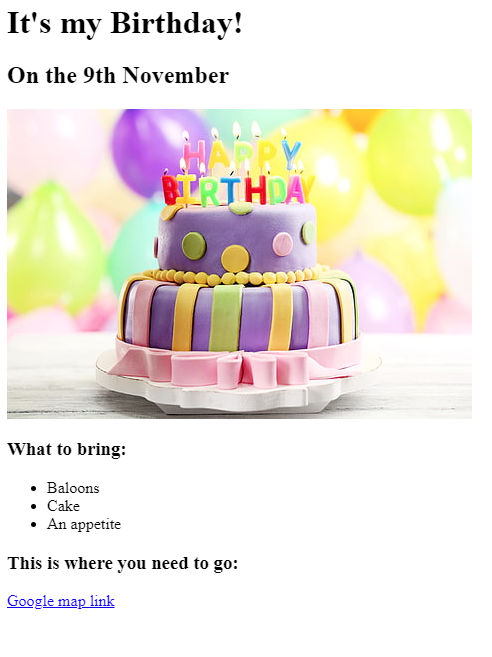 It's my Birthday!
On the 9th November
HAPPY
BIRTHDAY
What to bring:
Baloons
Cake
An appetite
This is where you need to go:
Google map link